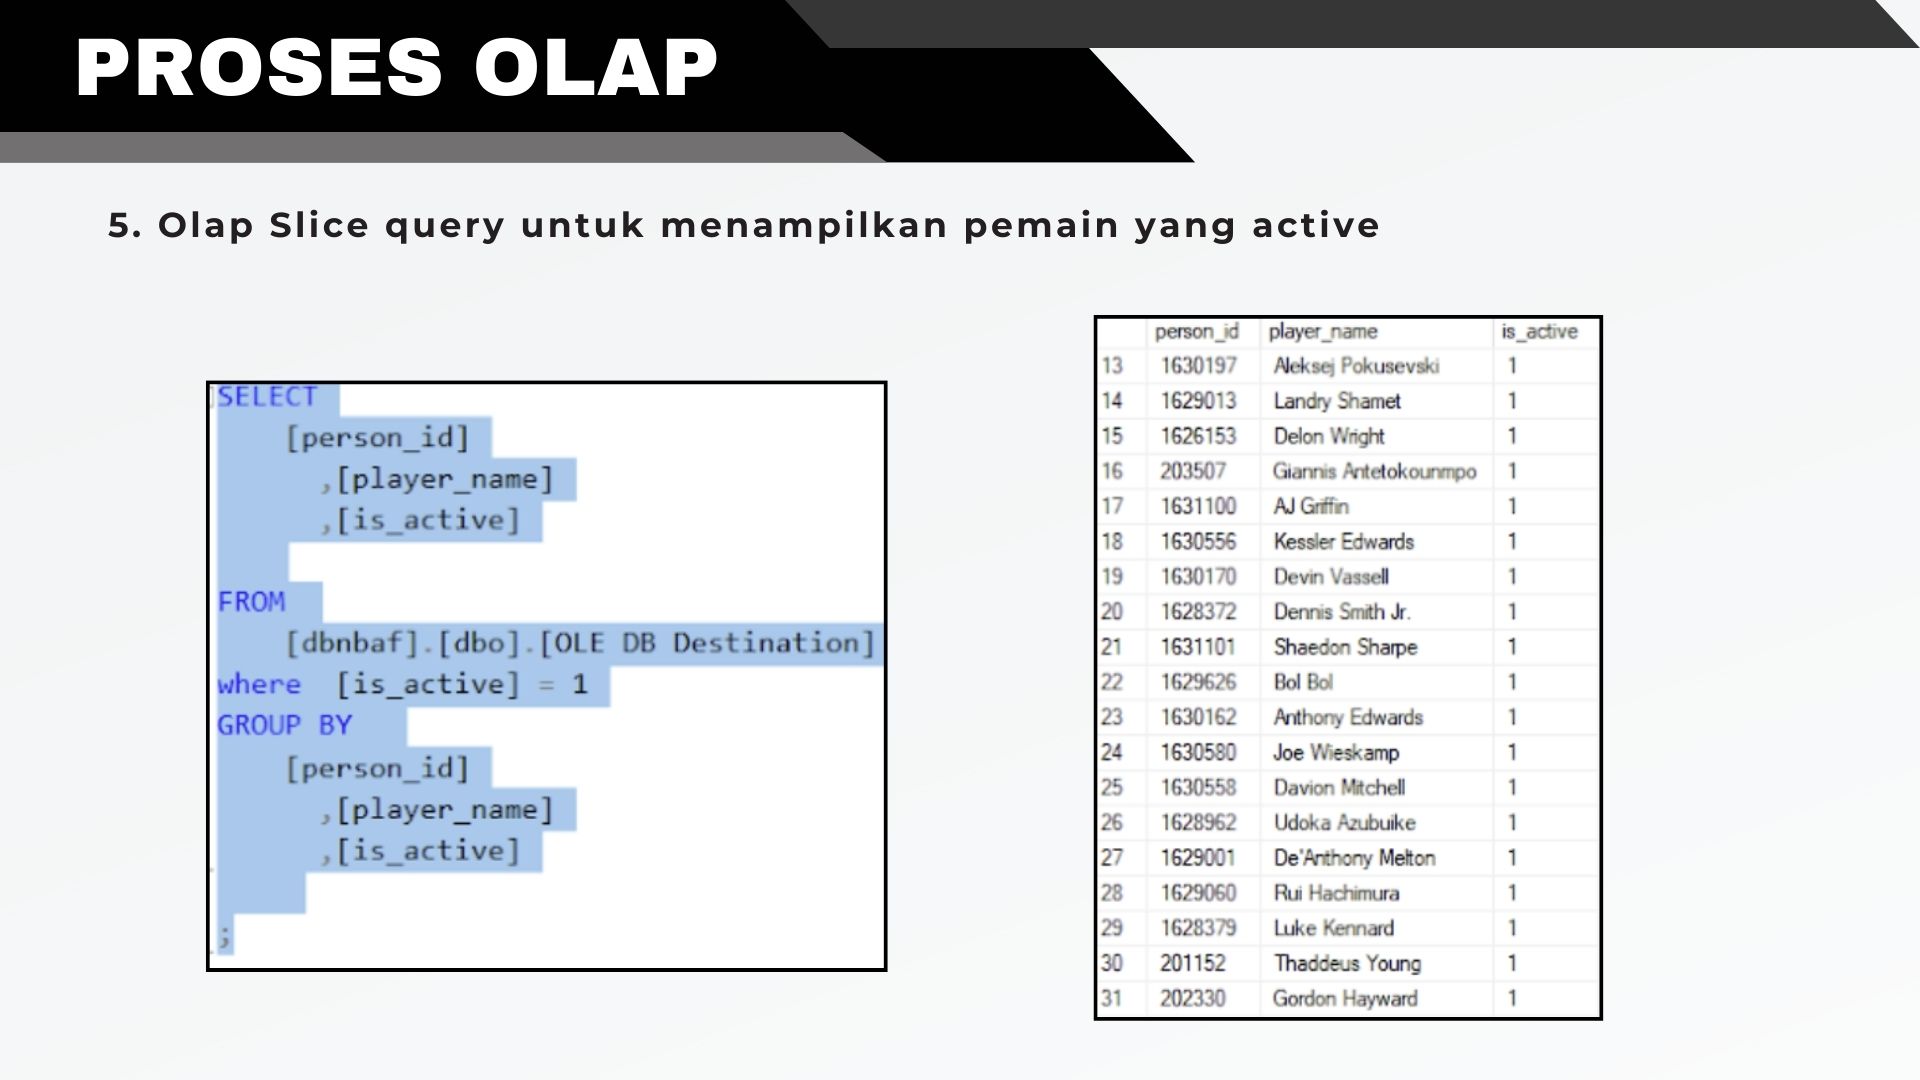 PROSES OLAP
5. Olap Slice query untuk menampilkan pemain yang active
SELECT
[person_id]
,[player_name]
,[is_active]
FROM
[dbnbaf].[dbo].[OLE DB Destination]
where [is_active] = 1
GROUP BY
[person_id]
,[player_name]
,[is_active]
;
person_id player_name is_active
13 1630197 Aleksej Pokusevski 1
14 1629013 Landry Shamet 1
15 1626153 Delon Wright 1
16 203507 Giannis Antetokounmpo 1
17 1631100 AJ Griffin 1
18 1630556 Kessler Edwards 1
19 1630170 Devin Vassell 1
20 1628372 Dennis Smith Jr. 1
21 1631101 Shaedon Sharpe 1
22 1629626 Bol Bol 1
23 1630162 Anthony Edwards 1
24 1630580 Joe Wieskamp 1
25 1630558 Davion Mitchell 1
26 1628962 Udoka Azubuike 1
27 1629001 De'Anthony Melton 1
28 1629060 Rui Hachimura 1
29 1628379 Luke Kennard 1
30 201152 Thaddeus Young 1
31 202330 Gordon Hayward 1